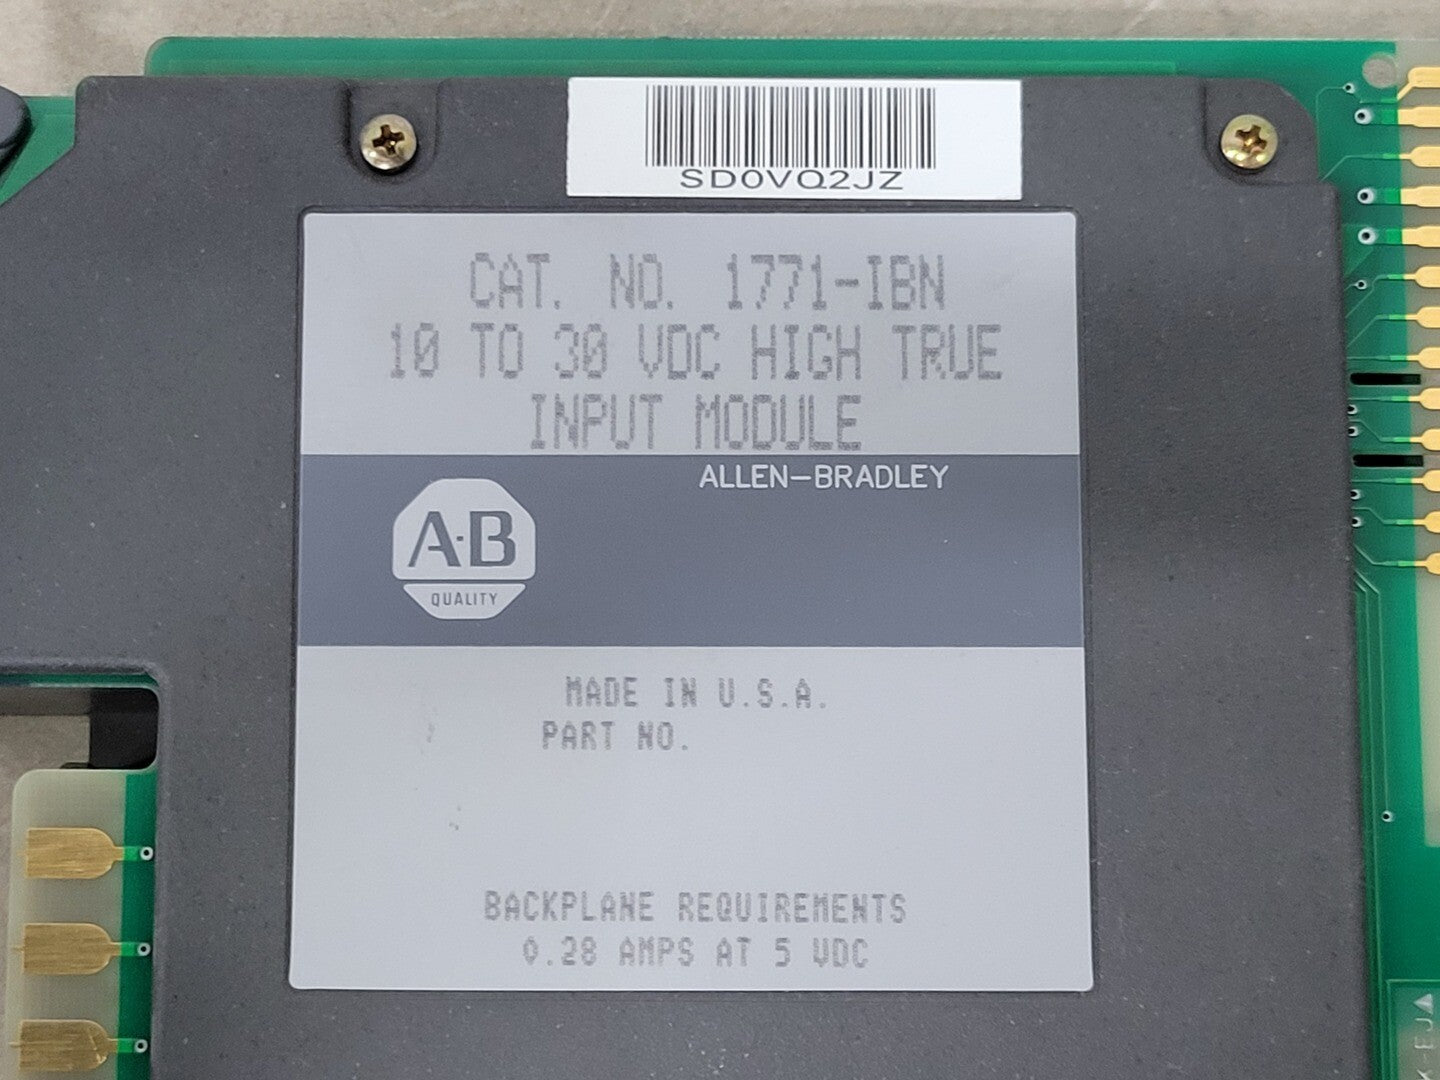 SD0VQ2JZ
CAT. NO. 1771-IBN
10 TO 30 VDC HIGH TRUE
INPUT MODULE
ALLEN-BRADLEY
A·B
QUALITY
MADE IN U.S.A.
PART NO.
BACKPLANE REQUIREMENTS
0.28 AMPS AT 5 VDC